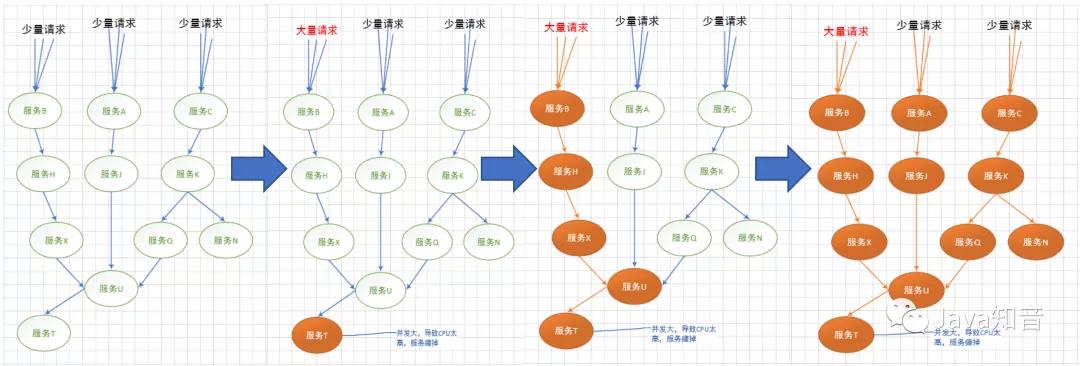 少量请求
少量请求
少量请求
服务B
服务A
服务C
服务H
服务J
服务K
服务X
服务Q
服务N
服务U
服务T
大量请求
少量请求
少量请求
服务B
服务A
服务C
服务H
服务J
服务K
服务X
服务Q
服务N
服务U
服务T
并发大，导致CPU太
高，服务瘫掉
大量请求
少量请求
少量请求
服务B
服务A
服务C
服务H
服务J
服务K
服务X
服务Q
服务N
服务U
服务T
并发大，导致CPU太
高，服务瘫掉
大量请求
少量请求
少量请求
服务B
服务A
服务C
服务H
服务J
服务K
服务X
服务Q
服务N
服务U
服务T
并发大，导致CPU太
高，服务瘫掉
Java知音